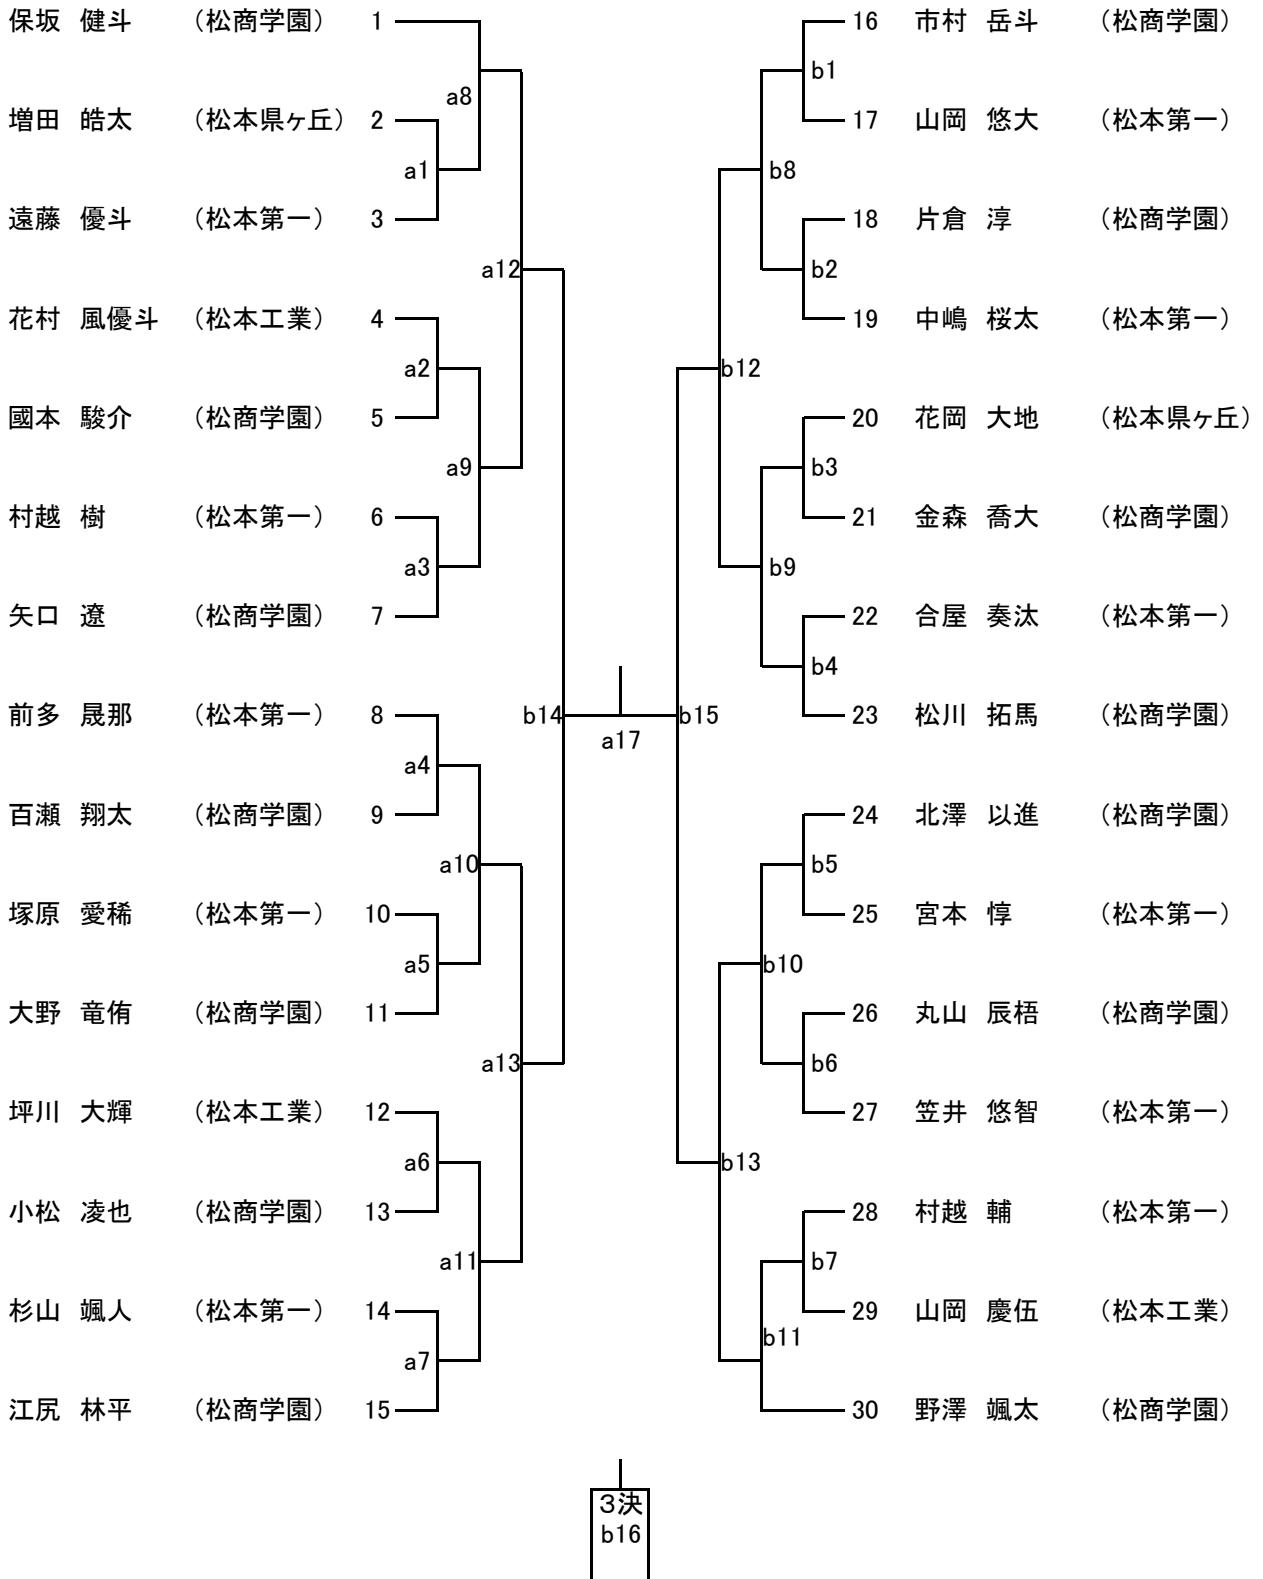 保坂 健斗 （松商学園） 1
a8
増田 皓太 （松本県ヶ丘） 2
a1
遠藤 優斗 （松本第一） 3
a12
花村 風優斗 （松本工業） 4
a2
國本 駿介 （松商学園） 5
a9
村越 樹 （松本第一） 6
a3
矢口 遼 （松商学園） 7
前多 晟那 （松本第一） 8
b14
a4
百瀬 翔太 （松商学園） 9
a10
塚原 愛稀 （松本第一） 10
a5
大野 竜侑 （松商学園） 11
a13
坪川 大輝 （松本工業） 12
a6
小松 凌也 （松商学園） 13
a11
杉山 颯人 （松本第一） 14
a7
江尻 林平 （松商学園） 15
a17
16 市村 岳斗 （松商学園）
b1
17 山岡 悠大 （松本第一）
b8
18 片倉 淳 （松商学園）
b2
19 中嶋 桜太 （松本第一）
b12
20 花岡 大地 （松本県ヶ丘）
b3
21 金森 喬大 （松商学園）
b9
22 合屋 奏汰 （松本第一）
b4
23 松川 拓馬 （松商学園）
b15
24 北澤 以進 （松商学園）
b5
25 宮本 惇 （松本第一）
b10
26 丸山 辰梧 （松商学園）
b6
27 笠井 悠智 （松本第一）
b13
28 村越 輔 （松本第一）
b7
29 山岡 慶伍 （松本工業）
b11
30 野澤 颯太 （松商学園）
３決
b16